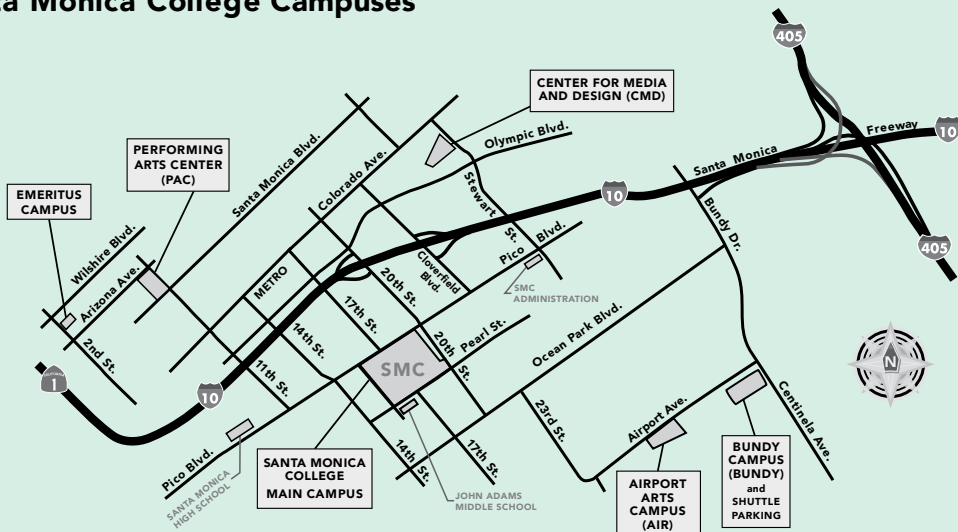 ta Monica College Campuses
405
CENTER FOR MEDIA
AND DESIGN (CMD)
Olympic Blvd.
Freeway
10
PERFORMING
ARTS CENTER
(PAC)
Santa Monica Blvd.
Colorado Ave.
Santa Monica
EMERITUS
CAMPUS
Stewart
St.
10
Bundy Dr.
405
Wilshire Blvd.
Arizona Ave.
METRO
20th St.
Cloverfield
Blvd.
Pico Blvd.
SMC
ADMINISTRATION
2nd St.
17th St.
14th St.
20th
St.
Pearl St.
Ocean Park Blvd.
N
1
10
11th St.
SMC
23rd St.
Airport Ave.
Centinela Ave.
Pico Blvd.
SANTA MONICA
HIGH SCHOOL
SANTA MONICA
COLLEGE
MAIN CAMPUS
14th St.
17th St.
JOHN ADAMS
MIDDLE SCHOOL
AIRPORT
ARTS
CAMPUS
(AIR)
BUNDY
CAMPUS
(BUNDY)
and
SHUTTLE
PARKING